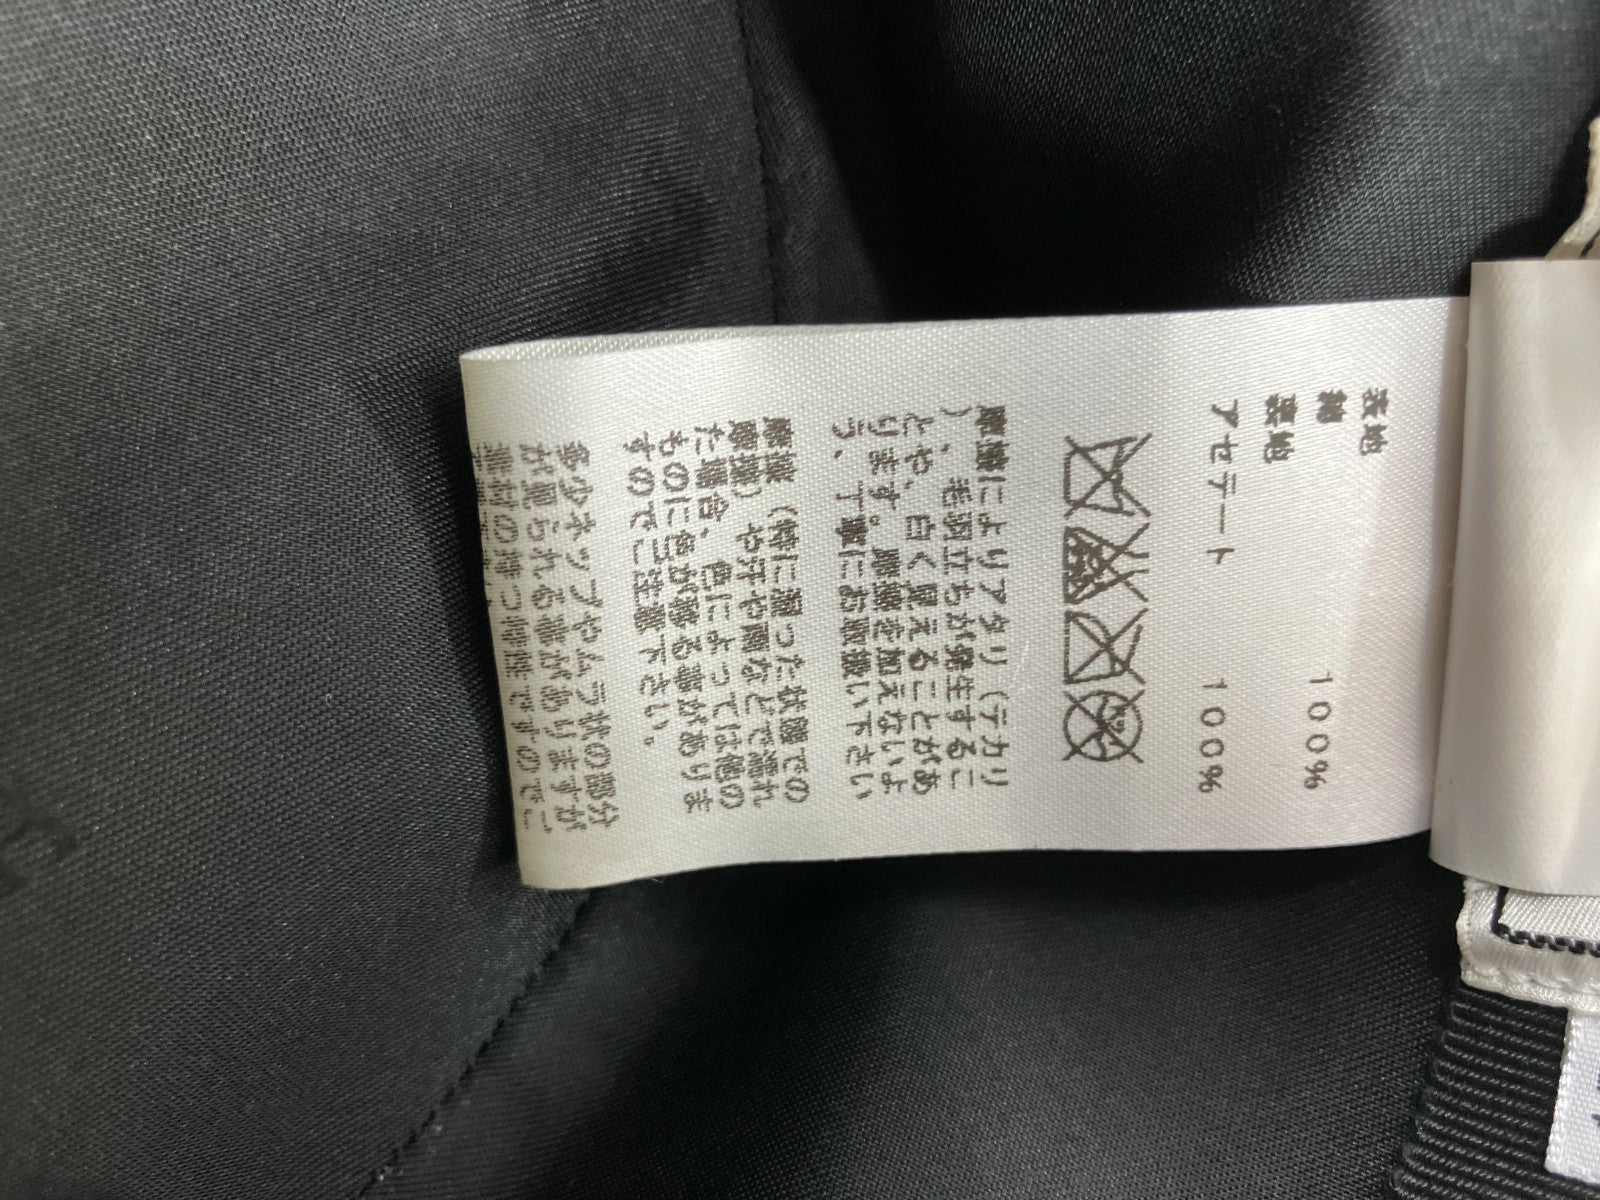 表地
絹 100%
裏地
アセテート 100%
摩擦によりアタリ(テカリ
)、毛羽立ちが発生するこ
とや、白く見えることがあ
ります。摩擦を加えないよ
う、丁寧にお取扱い下さい
摩擦(特に湿った状態での
摩擦)や汗や雨などで濡れ
た場合、色によっては他の
ものに色が移る事がありま
すのでご注意下さい。
多少ネップやムラ状の部分
が見られる事がありますが
素材の持つ特性ですのでご